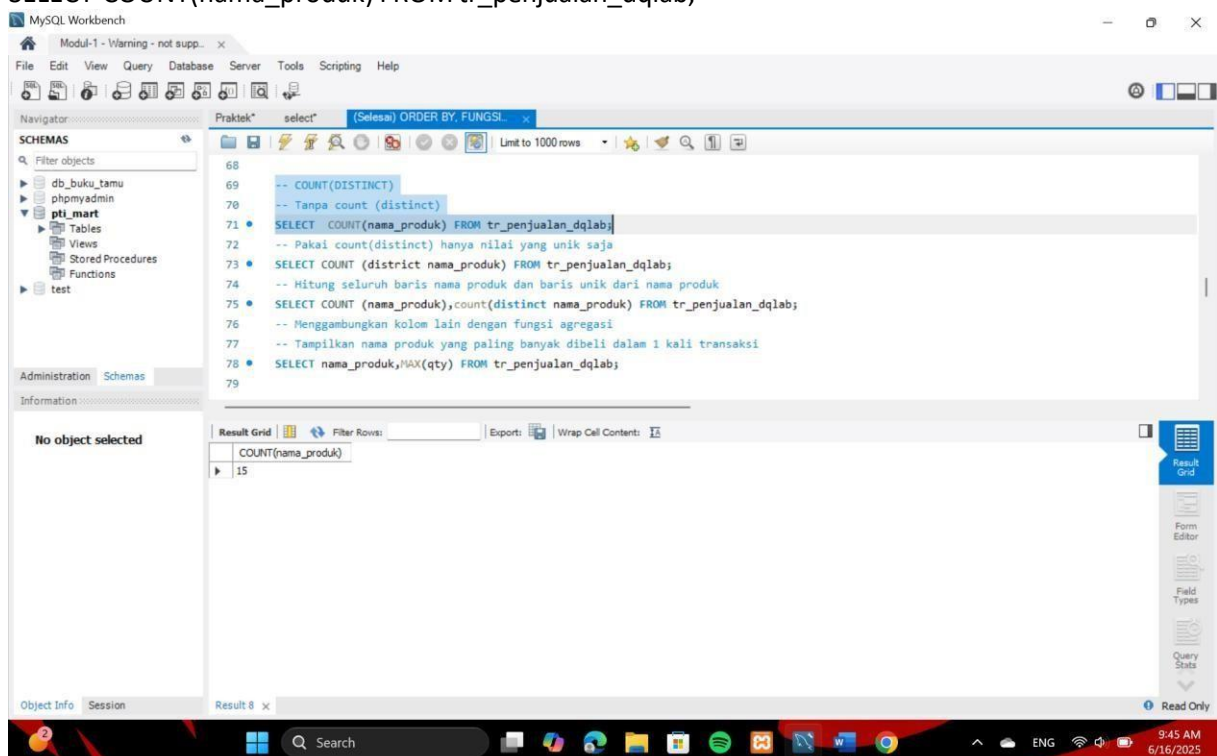 SELECT COUNT(nama_produk) FROM tr_penjualan_dqlab;
MySQL Workbench
Modul-1 - Warning - not supp...
File Edit View Query Database Server Tools Scripting Help
Navigator
Praktek* select* (Selesai) ORDER BY, FUNGSI...
SCHEMAS
Limit to 1000 rows
Filter objects
db_buku_tamu
phpmyadmin
pti_mart
Tables
Views
Stored Procedures
Functions
test
68
69 -- COUNT(DISTINCT)
70 -- Tanpa count (distinct)
71 SELECT COUNT(nama_produk) FROM tr_penjualan_dqlab;
72 -- Pakai count(distinct) hanya nilai yang unik saja
73 SELECT COUNT (district nama_produk) FROM tr_penjualan_dqlab;
74 -- Hitung seluruh baris nama produk dan baris unik dari nama produk
75 SELECT COUNT (nama_produk),count(distinct nama_produk) FROM tr_penjualan_dqlab;
76 -- Menggambungkan kolom lain dengan fungsi agregasi
77 -- Tampilkan nama produk yang paling banyak dibeli dalam 1 kali transaksi
78 SELECT nama_produk,MAX(qty) FROM tr_penjualan_dqlab;
79
Administration Schemas
Information
No object selected
Result Grid Filter Rows: Export: Wrap Cell Content:
COUNT(nama_produk)
15
Result Grid
Form Editor
Field Types
Query Stats
Object Info Session
Result 8
Read Only
2
Search
ENG
9:45 AM
6/16/2025